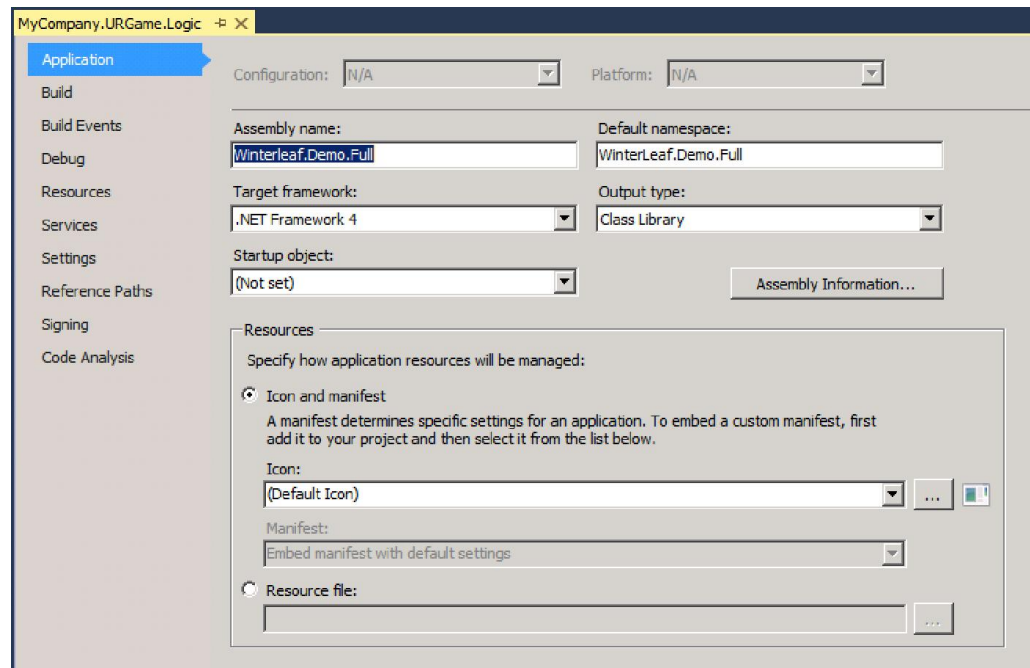 MyCompany.URGame.Logic
Application
Build
Build Events
Debug
Resources
Services
Settings
Reference Paths
Signing
Code Analysis
Configuration: N/A Platform: N/A
Assembly name: Default namespace:
Winterleaf.Demo.Full WinterLeaf.Demo.Full
Target framework: Output type:
.NET Framework 4 Class Library
Startup object:
(Not set) Assembly Information...
Resources
Specify how application resources will be managed:
Icon and manifest
A manifest determines specific settings for an application. To embed a custom manifest, first
add it to your project and then select it from the list below.
Icon:
(Default Icon) ...
Manifest:
Embed manifest with default settings
Resource file:
...